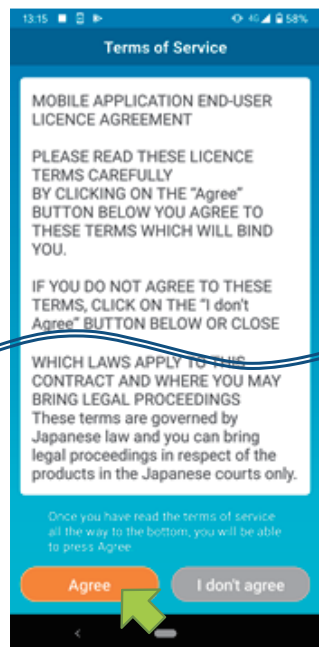 13:15 4G 58%
Terms of Service
MOBILE APPLICATION END-USER
LICENCE AGREEMENT
PLEASE READ THESE LICENCE
TERMS CAREFULLY
BY CLICKING ON THE "Agree"
BUTTON BELOW YOU AGREE TO
THESE TERMS WHICH WILL BIND
YOU.
IF YOU DO NOT AGREE TO THESE
TERMS, CLICK ON THE "I don't
Agree" BUTTON BELOW OR CLOSE
WHICH LAWS APPLY TO THIS
CONTRACT AND WHERE YOU MAY
BRING LEGAL PROCEEDINGS
These terms are governed by
Japanese law and you can bring
legal proceedings in respect of the
products in the Japanese courts only.
Once you have read the terms of service
all the way to the bottom, you will be able
to press Agree
Agree I don't agree